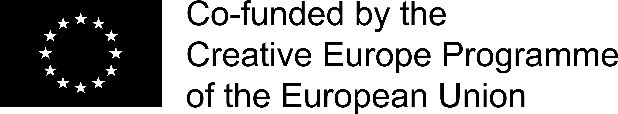 Co-funded by the
Creative Europe Programme
of the European Union